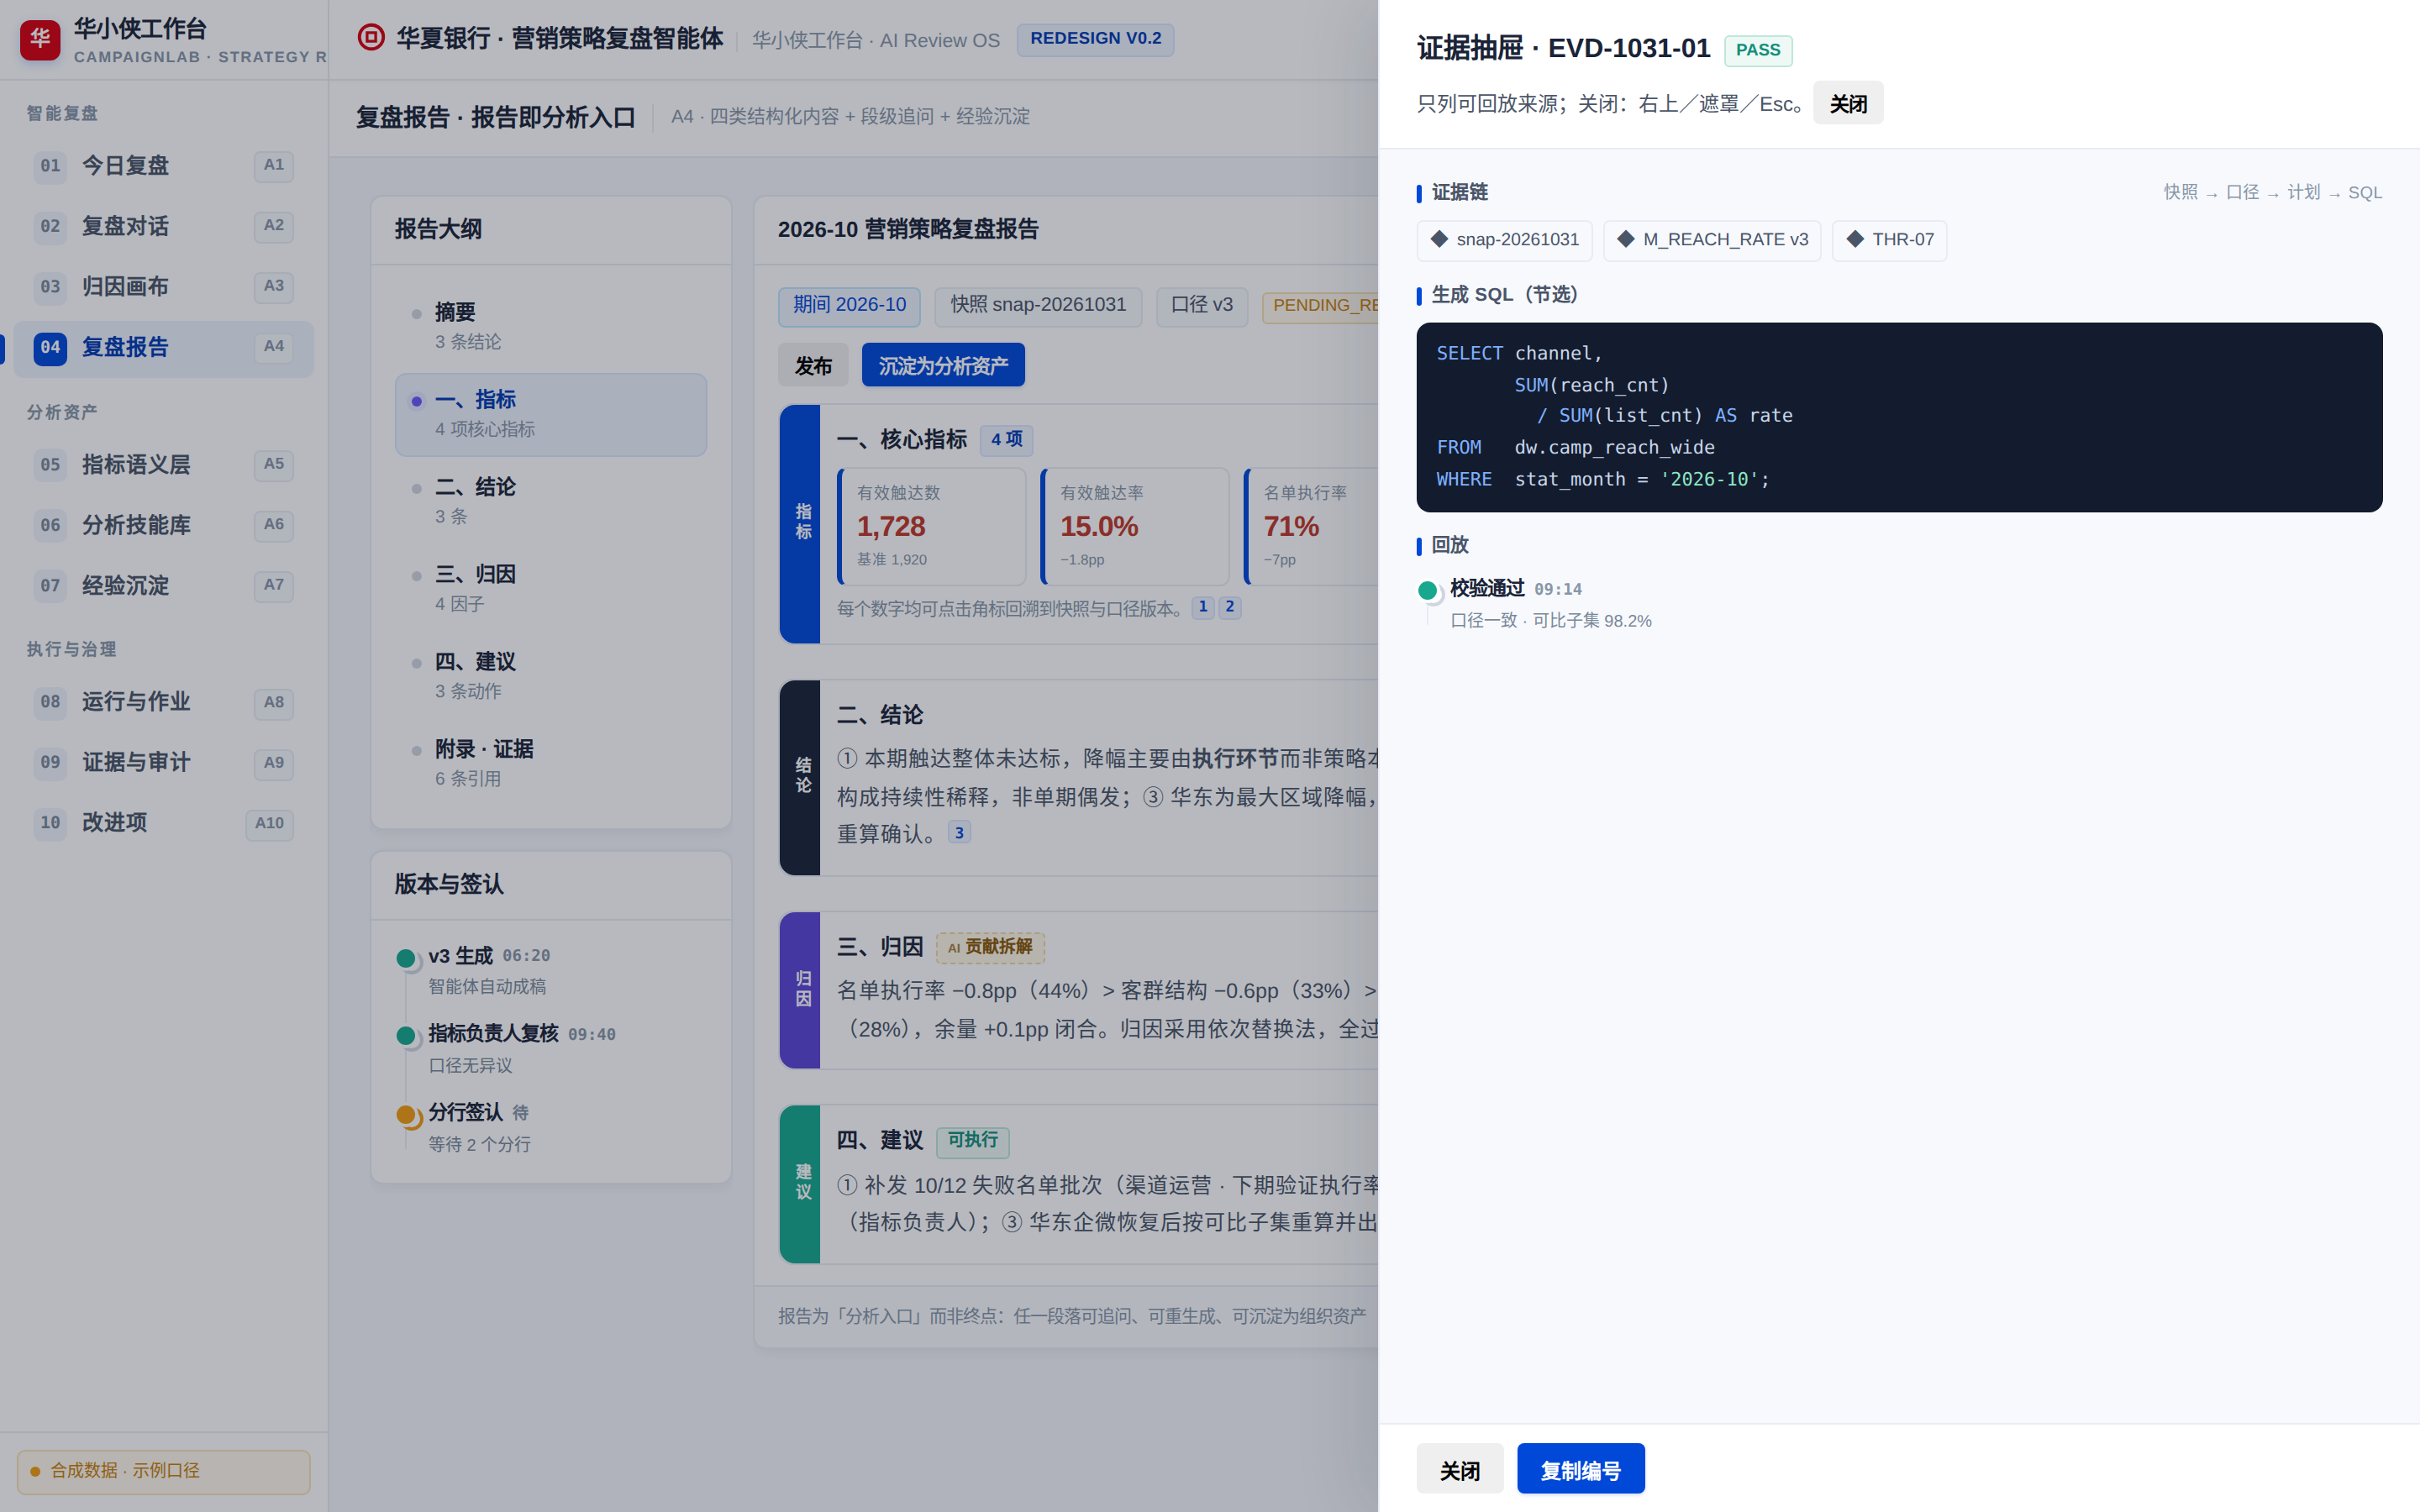 华
华小侠工作台
CAMPAIGNLAB · STRATEGY R
智能复盘
01 今日复盘 A1
02 复盘对话 A2
03 归因画布 A3
04 复盘报告 A4
分析资产
05 指标语义层 A5
06 分析技能库 A6
07 经验沉淀 A7
执行与治理
08 运行与作业 A8
09 证据与审计 A9
10 改进项 A10
合成数据 · 示例口径
华夏银行 · 营销策略复盘智能体 华小侠工作台 · AI Review OS REDESIGN V0.2
复盘报告 · 报告即分析入口 A4 · 四类结构化内容 + 段级追问 + 经验沉淀
报告大纲
摘要
3 条结论
一、指标
4 项核心指标
二、结论
3 条
三、归因
4 因子
四、建议
3 条动作
附录 · 证据
6 条引用
版本与签认
v3 生成 06:20
智能体自动成稿
指标负责人复核 09:40
口径无异议
分行签认 待
等待 2 个分行
2026-10 营销策略复盘报告
期间 2026-10 快照 snap-20261031 口径 v3 PENDING_RE
发布 沉淀为分析资产
指标
一、核心指标 4 项
有效触达数 有效触达率 名单执行率
1,728 15.0% 71%
基准 1,920 −1.8pp −7pp
每个数字均可点击角标回溯到快照与口径版本。 1 2
结论
二、结论
① 本期触达整体未达标，降幅主要由执行环节而非策略本
构成持续性稀释，非单期偶发；③ 华东为最大区域降幅，
重算确认。 3
归因
三、归因 AI 贡献拆解
名单执行率 −0.8pp（44%）> 客群结构 −0.6pp（33%）>
（28%），余量 +0.1pp 闭合。归因采用依次替换法，全过
建议
四、建议 可执行
① 补发 10/12 失败名单批次（渠道运营 · 下期验证执行率
（指标负责人）；③ 华东企微恢复后按可比子集重算并出
报告为「分析入口」而非终点：任一段落可追问、可重生成、可沉淀为组织资产
证据抽屉 · EVD-1031-01 PASS
只列可回放来源；关闭：右上／遮罩／Esc。 关闭
证据链 快照 → 口径 → 计划 → SQL
◆ snap-20261031 ◆ M_REACH_RATE v3 ◆ THR-07
生成 SQL（节选）
SELECT channel,
SUM(reach_cnt)
/ SUM(list_cnt) AS rate
FROM dw.camp_reach_wide
WHERE stat_month = '2026-10';
回放
校验通过 09:14
口径一致 · 可比子集 98.2%
关闭 复制编号